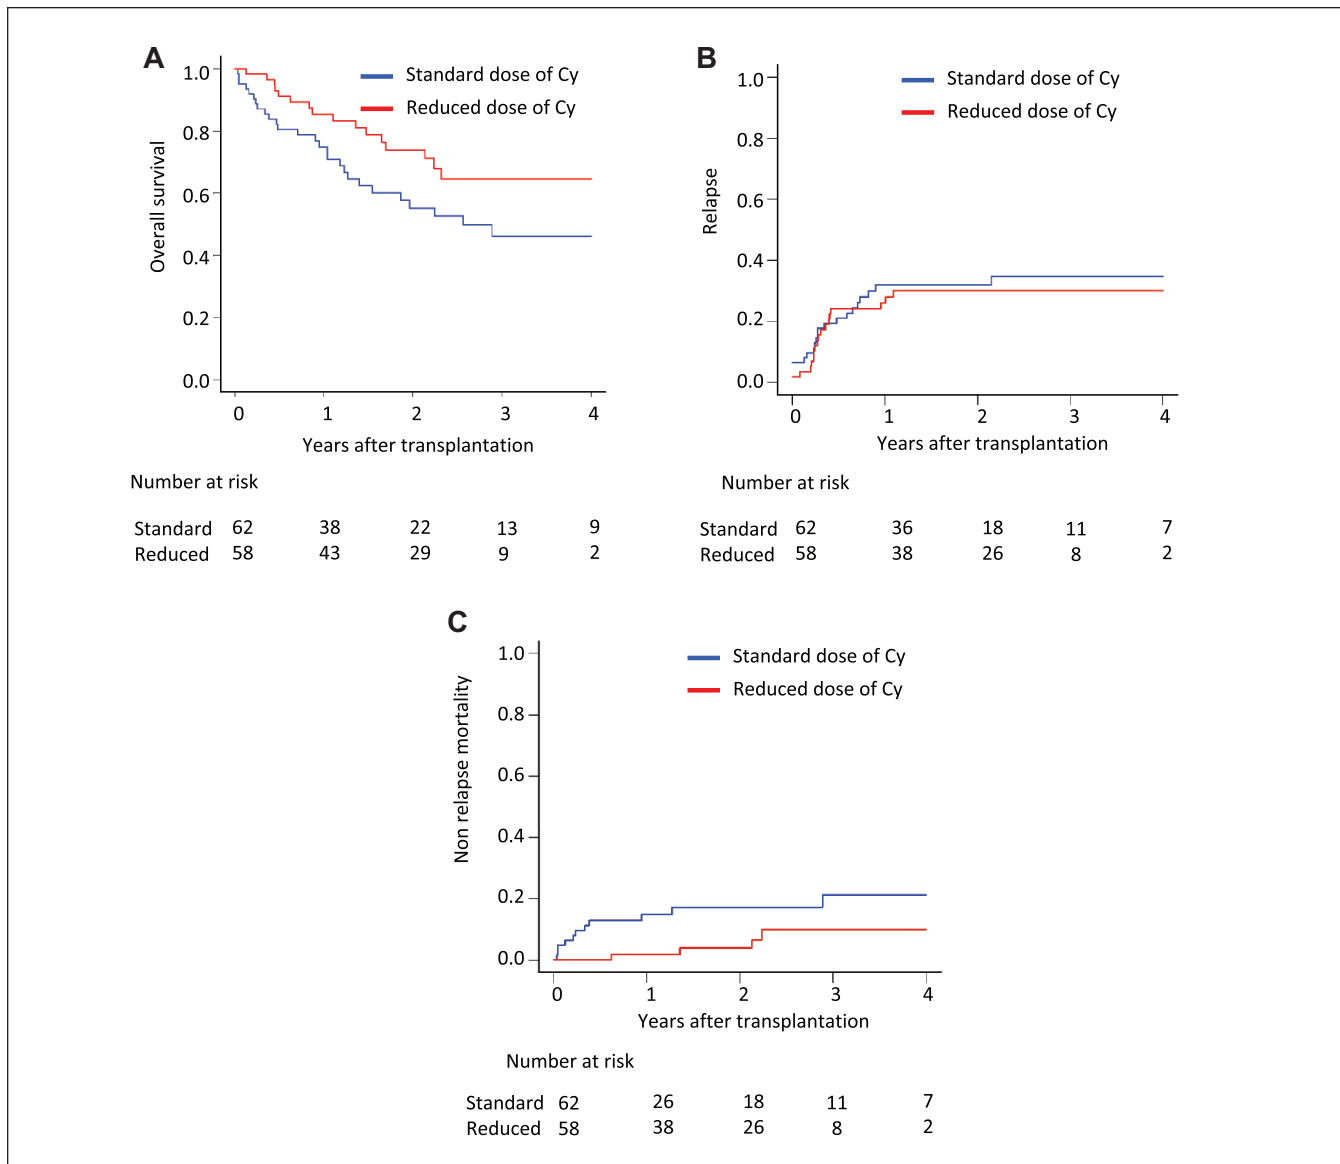 A
Standard dose of Cy
Reduced dose of Cy
Overall survival
1.0
0.8
0.6
0.4
0.2
0.0
0 1 2 3 4
Years after transplantation
Number at risk
Standard 62 38 22 13 9
Reduced 58 43 29 9 2
B
Standard dose of Cy
Reduced dose of Cy
Relapse
1.0
0.8
0.6
0.4
0.2
0.0
0 1 2 3 4
Years after transplantation
Number at risk
Standard 62 36 18 11 7
Reduced 58 38 26 8 2
C
Standard dose of Cy
Reduced dose of Cy
Non relapse mortality
1.0
0.8
0.6
0.4
0.2
0.0
0 1 2 3 4
Years after transplantation
Number at risk
Standard 62 26 18 11 7
Reduced 58 38 26 8 2